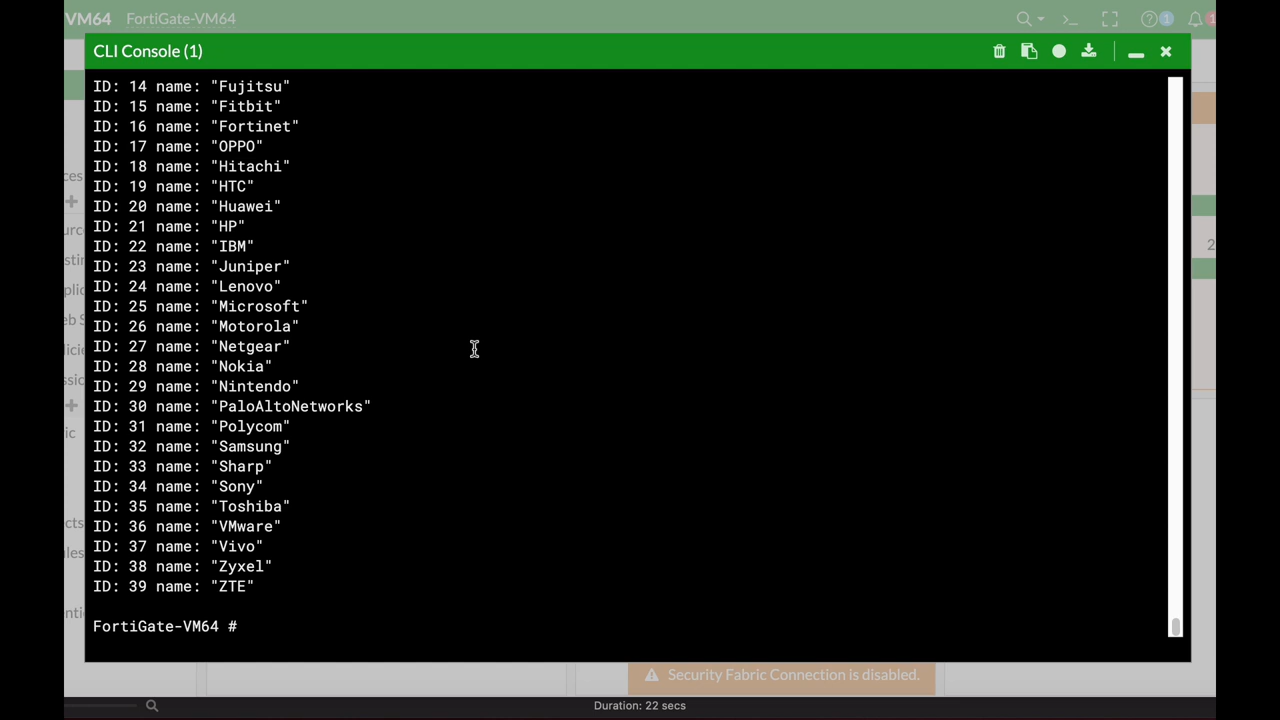 VM64 FortiGate-VM64
1
1
CLI Console (1)
ID: 14 name: "Fujitsu"
ID: 15 name: "Fitbit"
ID: 16 name: "Fortinet"
ID: 17 name: "OPPO"
ID: 18 name: "Hitachi"
ID: 19 name: "HTC"
ID: 20 name: "Huawei"
ID: 21 name: "HP"
ID: 22 name: "IBM"
ID: 23 name: "Juniper"
ID: 24 name: "Lenovo"
ID: 25 name: "Microsoft"
ID: 26 name: "Motorola"
ID: 27 name: "Netgear"
ID: 28 name: "Nokia"
ID: 29 name: "Nintendo"
ID: 30 name: "PaloAltoNetworks"
ID: 31 name: "Polycom"
ID: 32 name: "Samsung"
ID: 33 name: "Sharp"
ID: 34 name: "Sony"
ID: 35 name: "Toshiba"
ID: 36 name: "VMware"
ID: 37 name: "Vivo"
ID: 38 name: "Zyxel"
ID: 39 name: "ZTE"
FortiGate-VM64 #
Security Fabric Connection is disabled.
Duration: 22 secs